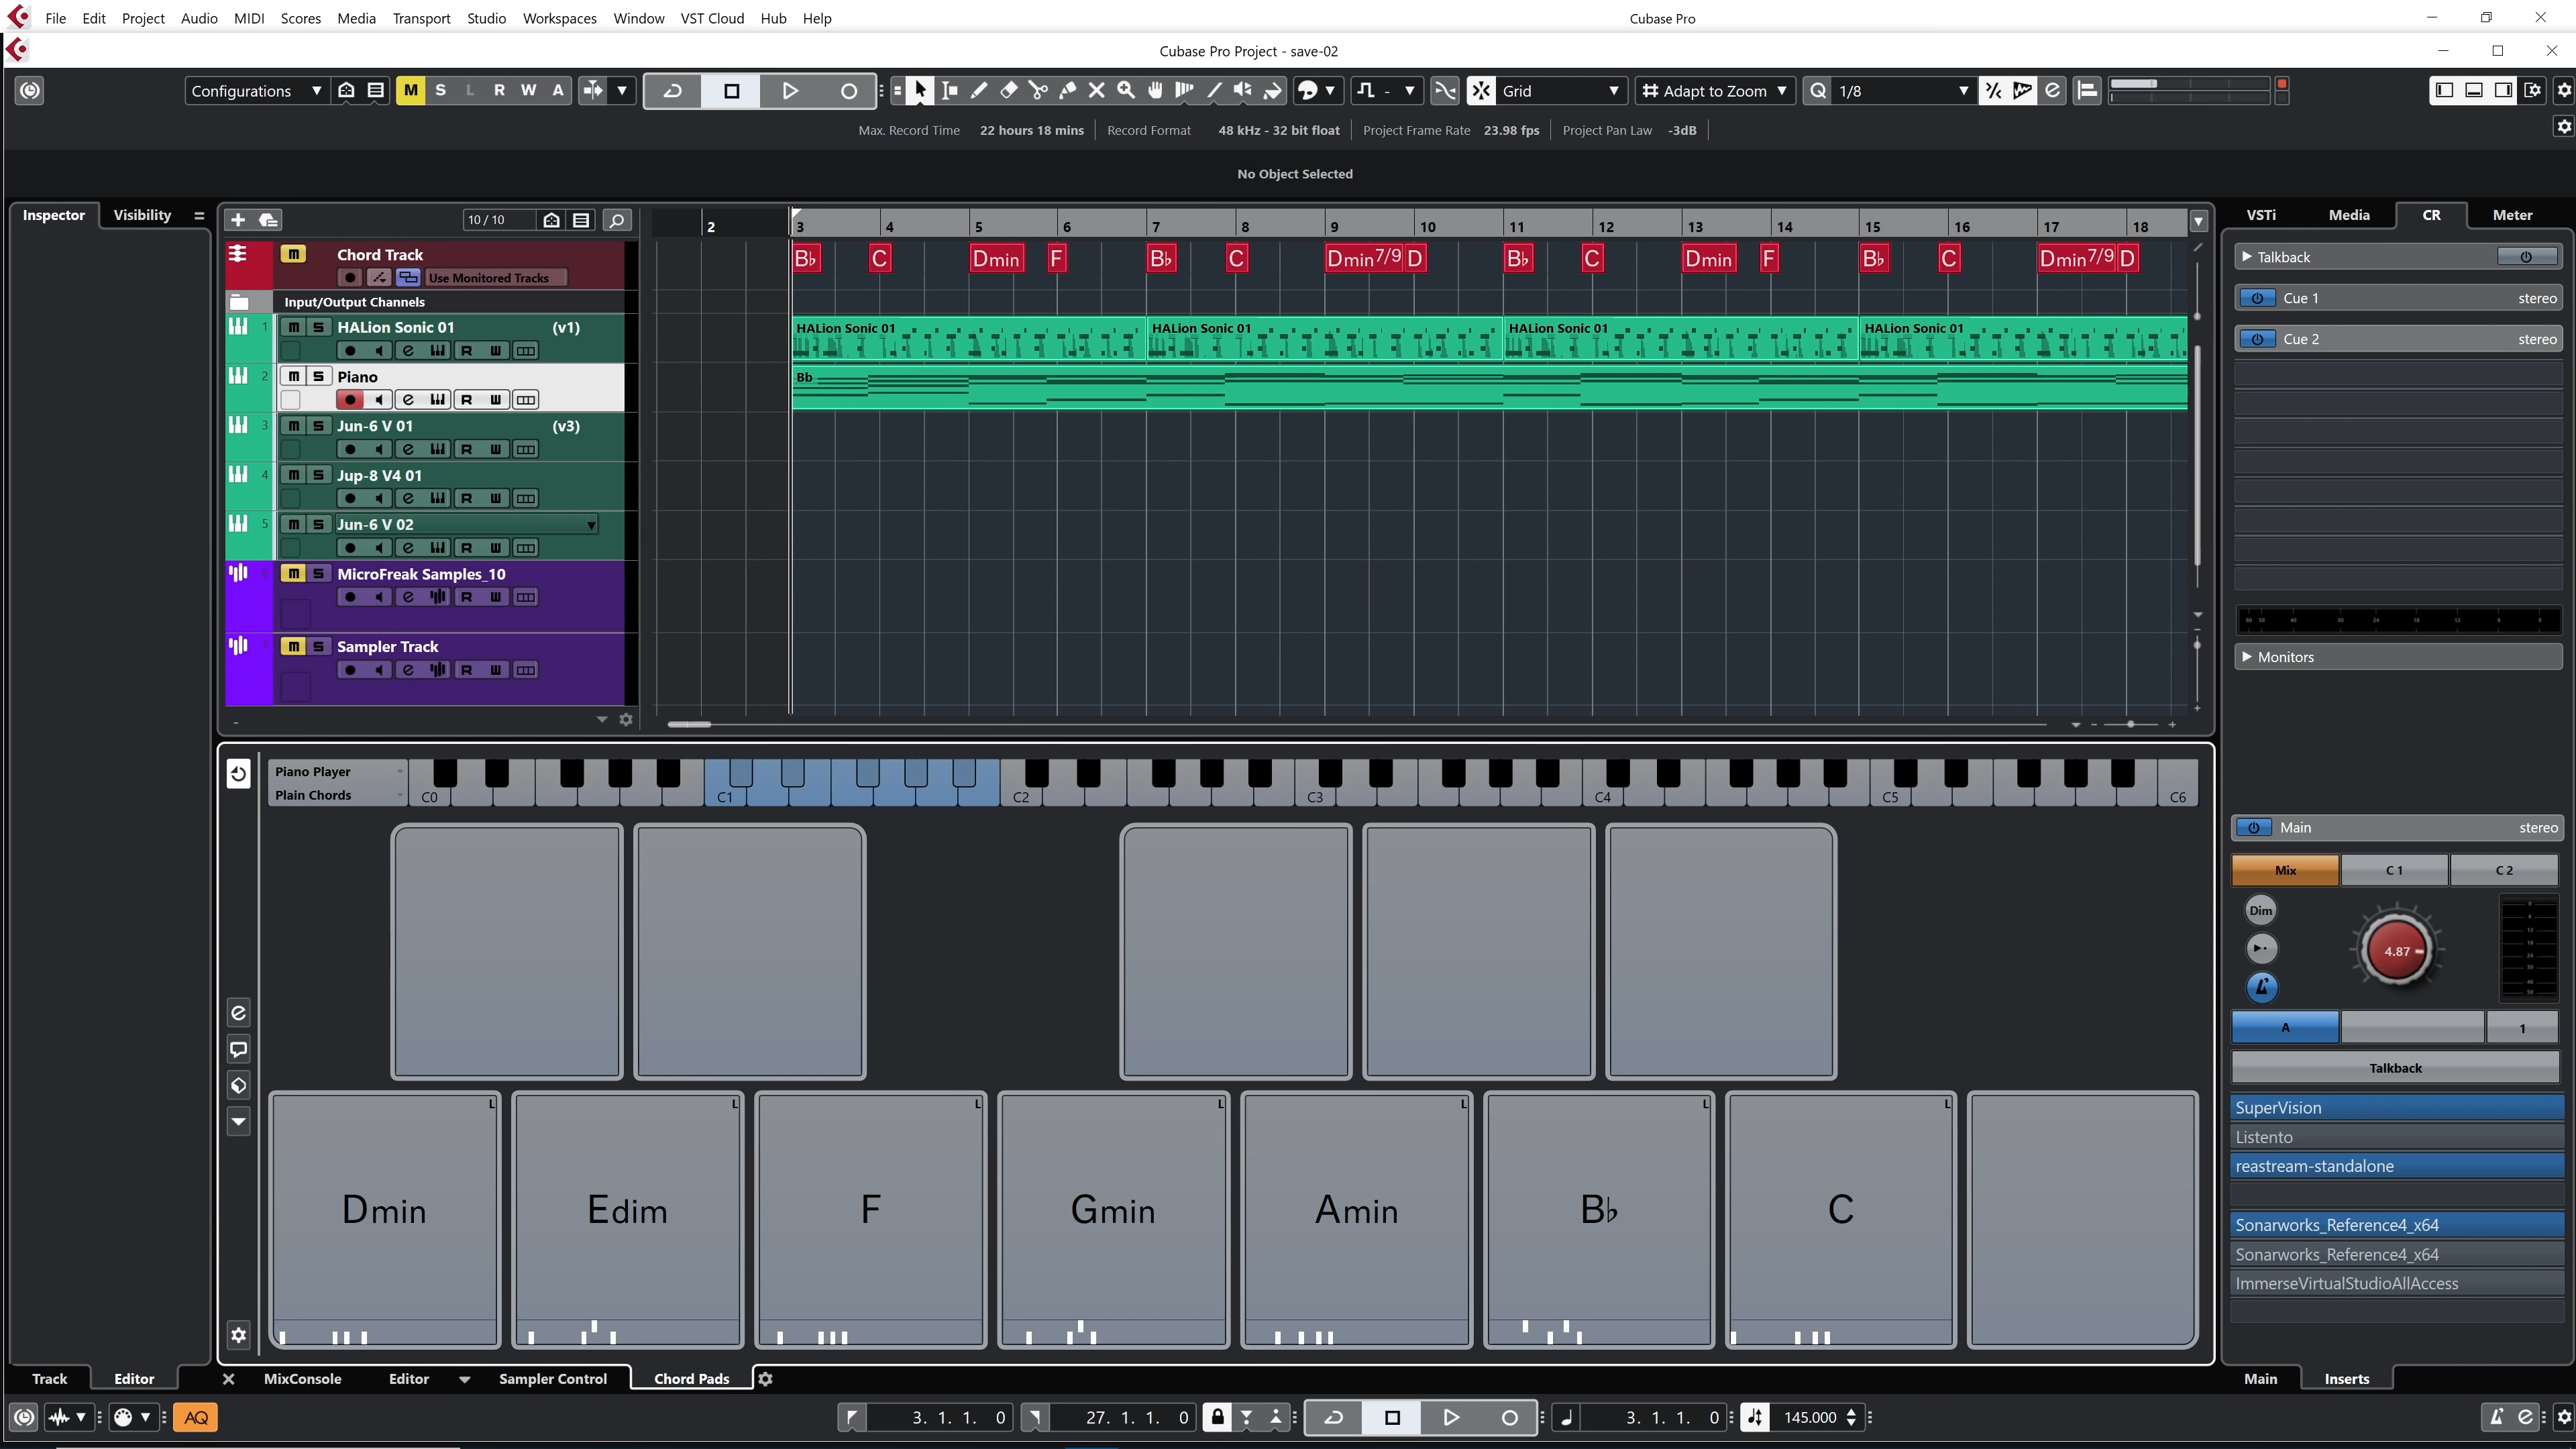 File Edit Project Audio MIDI Scores Media Transport Studio Workspaces Window VST Cloud Hub Help Cubase Pro
Cubase Pro Project - save-02
Configurations M S L R W A - Grid Adapt to Zoom Q 1/8
Max. Record Time 22 hours 18 mins Record Format 48 kHz - 32 bit float Project Frame Rate 23.98 fps Project Pan Law -3dB
No Object Selected
Inspector Visibility 10 / 10 2 3 4 5 6 7 8 9 10 11 12 13 14 15 16 17 18 VSTi Media CR Meter
m Chord Track B♭ C Dmin F B♭ C Dmin7/9 D B♭ C Dmin F B♭ C Dmin7/9 D Talkback
Use Monitored Tracks
Input/Output Channels Cue 1 stereo
1 m S HALion Sonic 01 (v1) HALion Sonic 01 HALion Sonic 01 HALion Sonic 01 HALion Sonic 01
R W Cue 2 stereo
2 m S Piano Bb
e R W
3 m S Jun-6 V 01 (v3)
e R W
4 m S Jup-8 V4 01
e R W
5 m S Jun-6 V 02
e R W
m S MicroFreak Samples_10
e R W
m S Sampler Track Monitors
e R W
Piano Player
Plain Chords C0 C1 C2 C3 C4 C5 C6
Main stereo
Mix C 1 C 2
Dim
4.87
A 1
Talkback
L L L L L L L
SuperVision
Listento
reastream-standalone
Dmin Edim F Gmin Amin B♭ C
Sonarworks_Reference4_x64
Sonarworks_Reference4_x64
ImmerseVirtualStudioAllAccess
Track Editor MixConsole Editor Sampler Control Chord Pads Main Inserts
AQ 3. 1. 1. 0 27. 1. 1. 0 3. 1. 1. 0 145.000